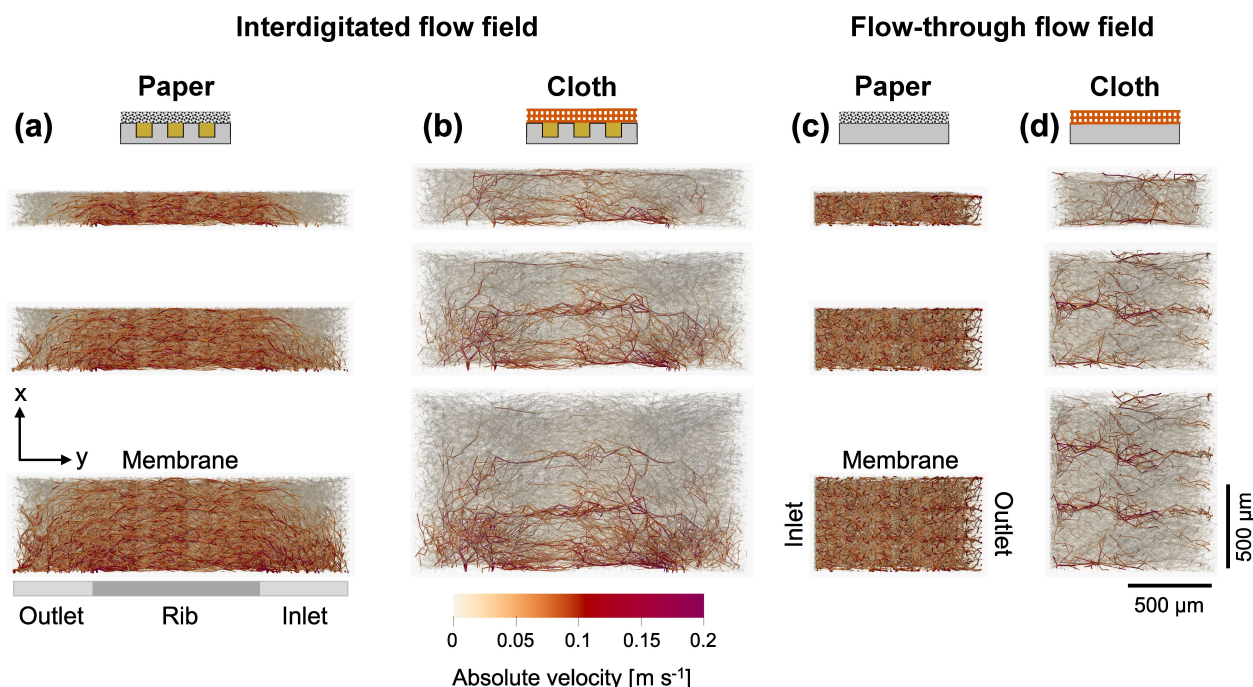 Interdigitated flow field
Flow-through flow field
Paper
Cloth
Paper
Cloth
(a)
(b)
(c)
(d)
x
y
Membrane
Membrane
Inlet
Outlet
500 µm
500 µm
Outlet
Rib
Inlet
0
0.05
0.1
0.15
0.2
Absolute velocity [m s⁻¹]